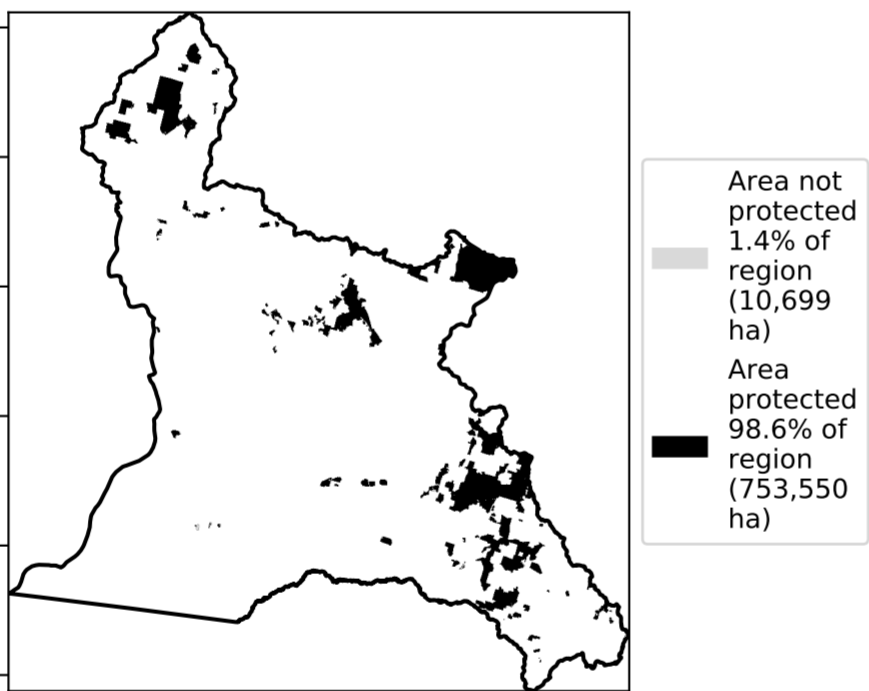 Area not
protected
1.4% of
region
(10,699
ha)
Area
protected
98.6% of
region
(753,550
ha)